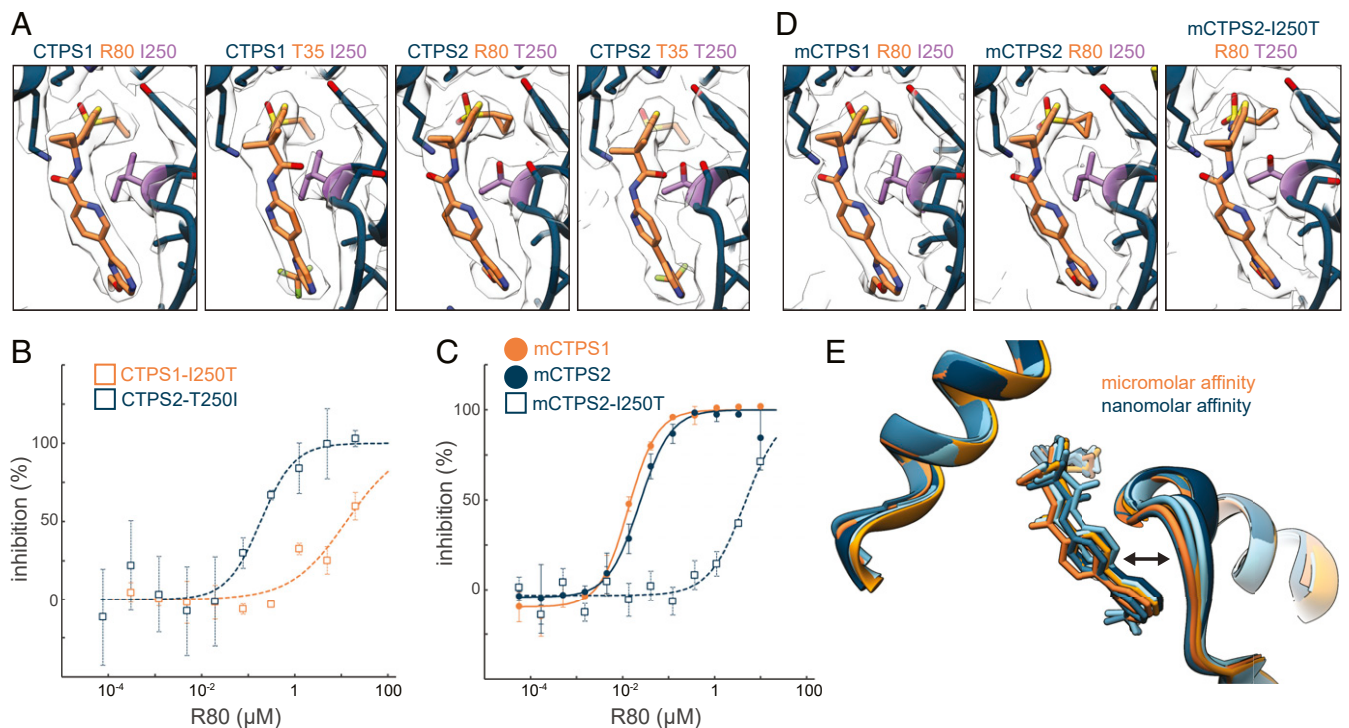 A
CTPS1 R80 I250
CTPS1 T35 I250
CTPS2 R80 T250
CTPS2 T35 T250
D
mCTPS1 R80 I250
mCTPS2 R80 I250
mCTPS2-I250T
R80 T250
B
CTPS1-I250T
CTPS2-T250I
inhibition (%)
100
50
0
10-4
10-2
1
100
R80 (µM)
C
mCTPS1
mCTPS2
mCTPS2-I250T
inhibition (%)
100
50
0
10-4
10-2
1
100
R80 (µM)
E
micromolar affinity
nanomolar affinity